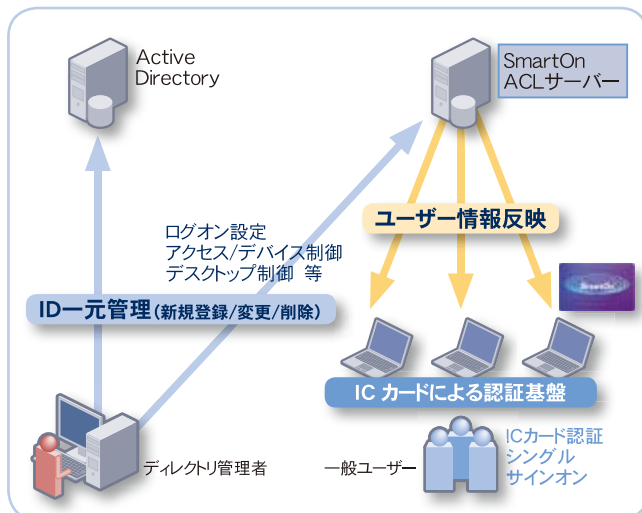 Active
Directory
SmartOn
ACLサーバー
ユーザー情報反映
ログオン設定
アクセス/デバイス制御
デスクトップ制御 等
ID一元管理(新規登録/変更/削除)
SmartOn
IC カードによる認証基盤
ディレクトリ管理者
一般ユーザー
ICカード認証
シングル
サインオン